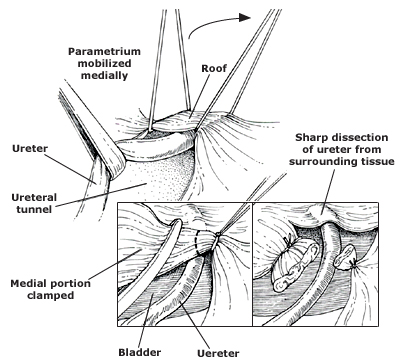 Parametrium
mobilized
medially
Roof
Ureter
Ureteral
tunnel
Sharp dissection
of ureter from
surrounding tissue
Medial portion
clamped
Bladder
Uereter